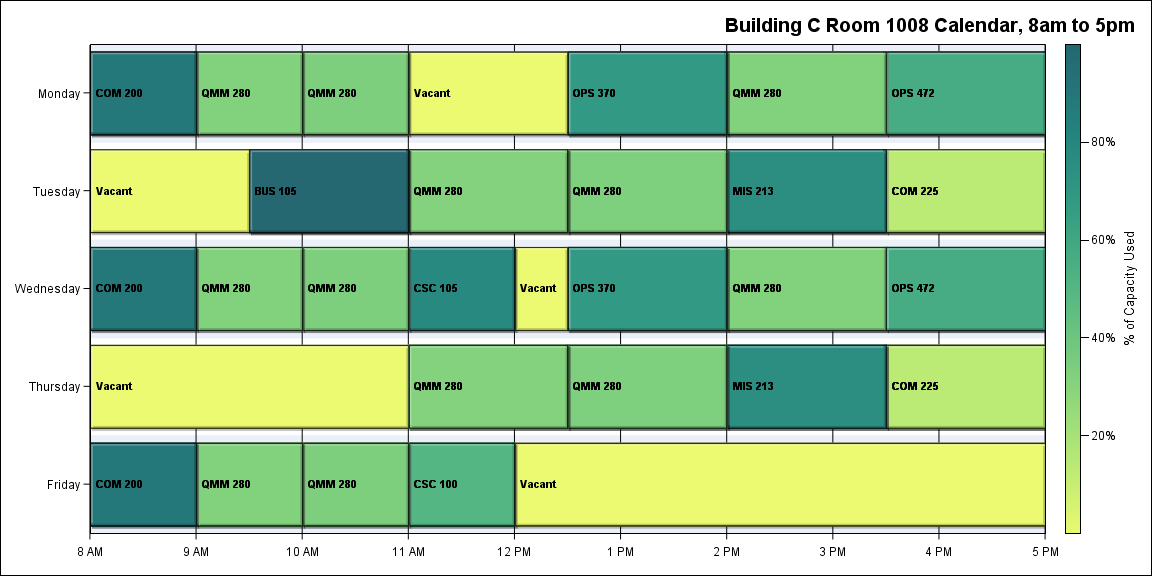 Building C Room 1008 Calendar, 8am to 5pm
Monday
COM 200
QMM 280
QMM 280
Vacant
OPS 370
QMM 280
OPS 472
Tuesday
Vacant
BUS 105
QMM 280
QMM 280
MIS 213
COM 225
Wednesday
COM 200
QMM 280
QMM 280
CSC 105
Vacant
OPS 370
QMM 280
OPS 472
Thursday
Vacant
QMM 280
QMM 280
MIS 213
COM 225
Friday
COM 200
QMM 280
QMM 280
CSC 100
Vacant
8 AM
9 AM
10 AM
11 AM
12 PM
1 PM
2 PM
3 PM
4 PM
5 PM
80%
60%
40%
20%
% of Capacity Used